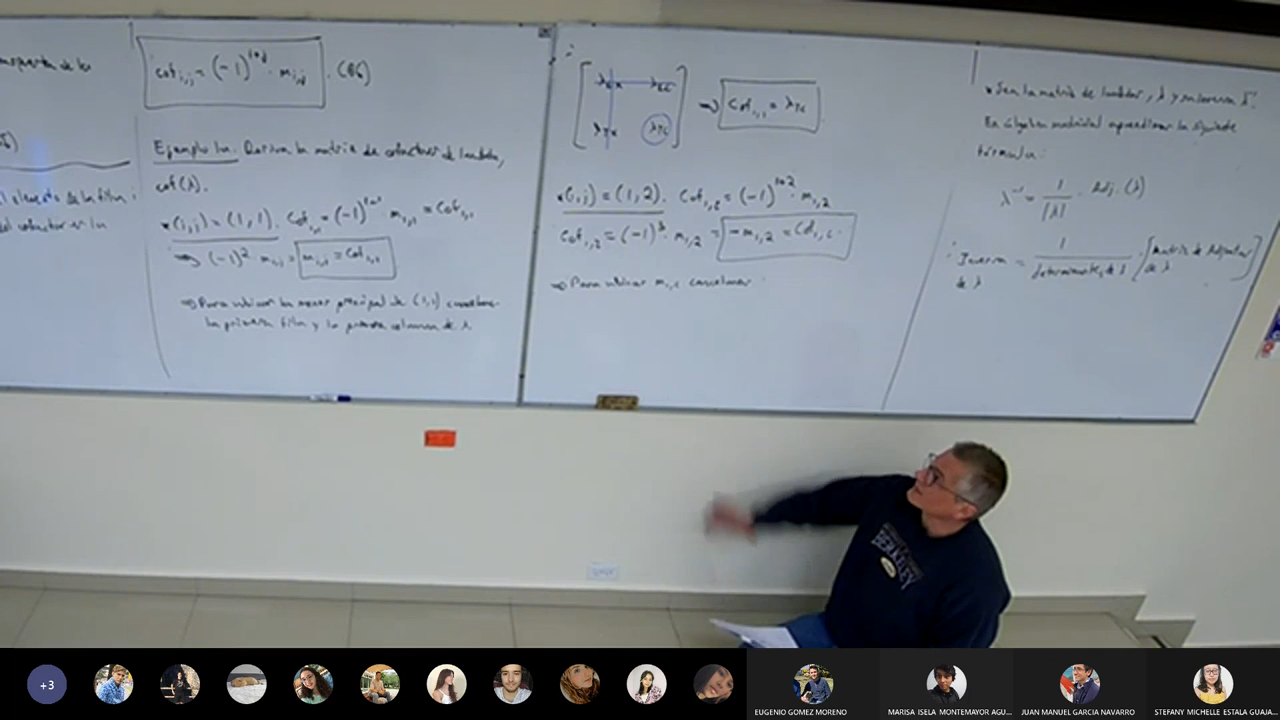 cof i,j = (-1)^i+j · m i,j . (86)
Ejemplo 1a. Derivar la matriz de cofactores de lambda,
cof(λ).
*(i,j) = (1,1). Cof 1,1 = (-1)^1+1 · m 1,1 = Cof 1,1
⇒ (-1)² · m 1,1 = m 1,1 = Cof 1,1
⇒ Para ubicar la menor principal de (1,1) cancelamos
la primera fila y la primera columna de λ
⇒ Cof 1,1 = λ
*(i,j) = (1,2). Cof 1,2 = (-1)^1+2 · m 1,2
Cof 1,2 = (-1)³ · m 1,2 = -m 1,2 = Cof 1,2.
⇒ Para ubicar m 1,2 cancelamos
* Sea la matriz de lambdas, λ y su inversa λ⁻¹.
En álgebra matricial aprendimos la siguiente
fórmula:
λ⁻¹ = 1/|λ| · Adj. (λ)
Inversa de λ = 1/determinante de λ · [Matriz de Adjuntos de λ]
BERKELEY
+3
EUGENIO GOMEZ MORENO
MARISA ISELA MONTEMAYOR AGU...
JUAN MANUEL GARCIA NAVARRO
STEFANY MICHELLE ESTALA GUAJA...